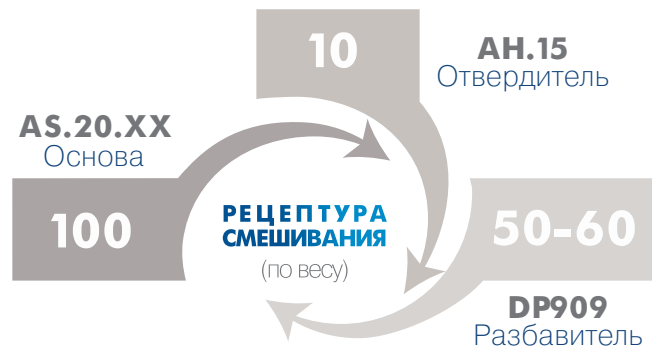 10
AH.15
Отвердитель
AS.20.XX
Основа
100
РЕЦЕПТУРА
СМЕШИВАНИЯ
(по весу)
50-60
DP909
Разбавитель